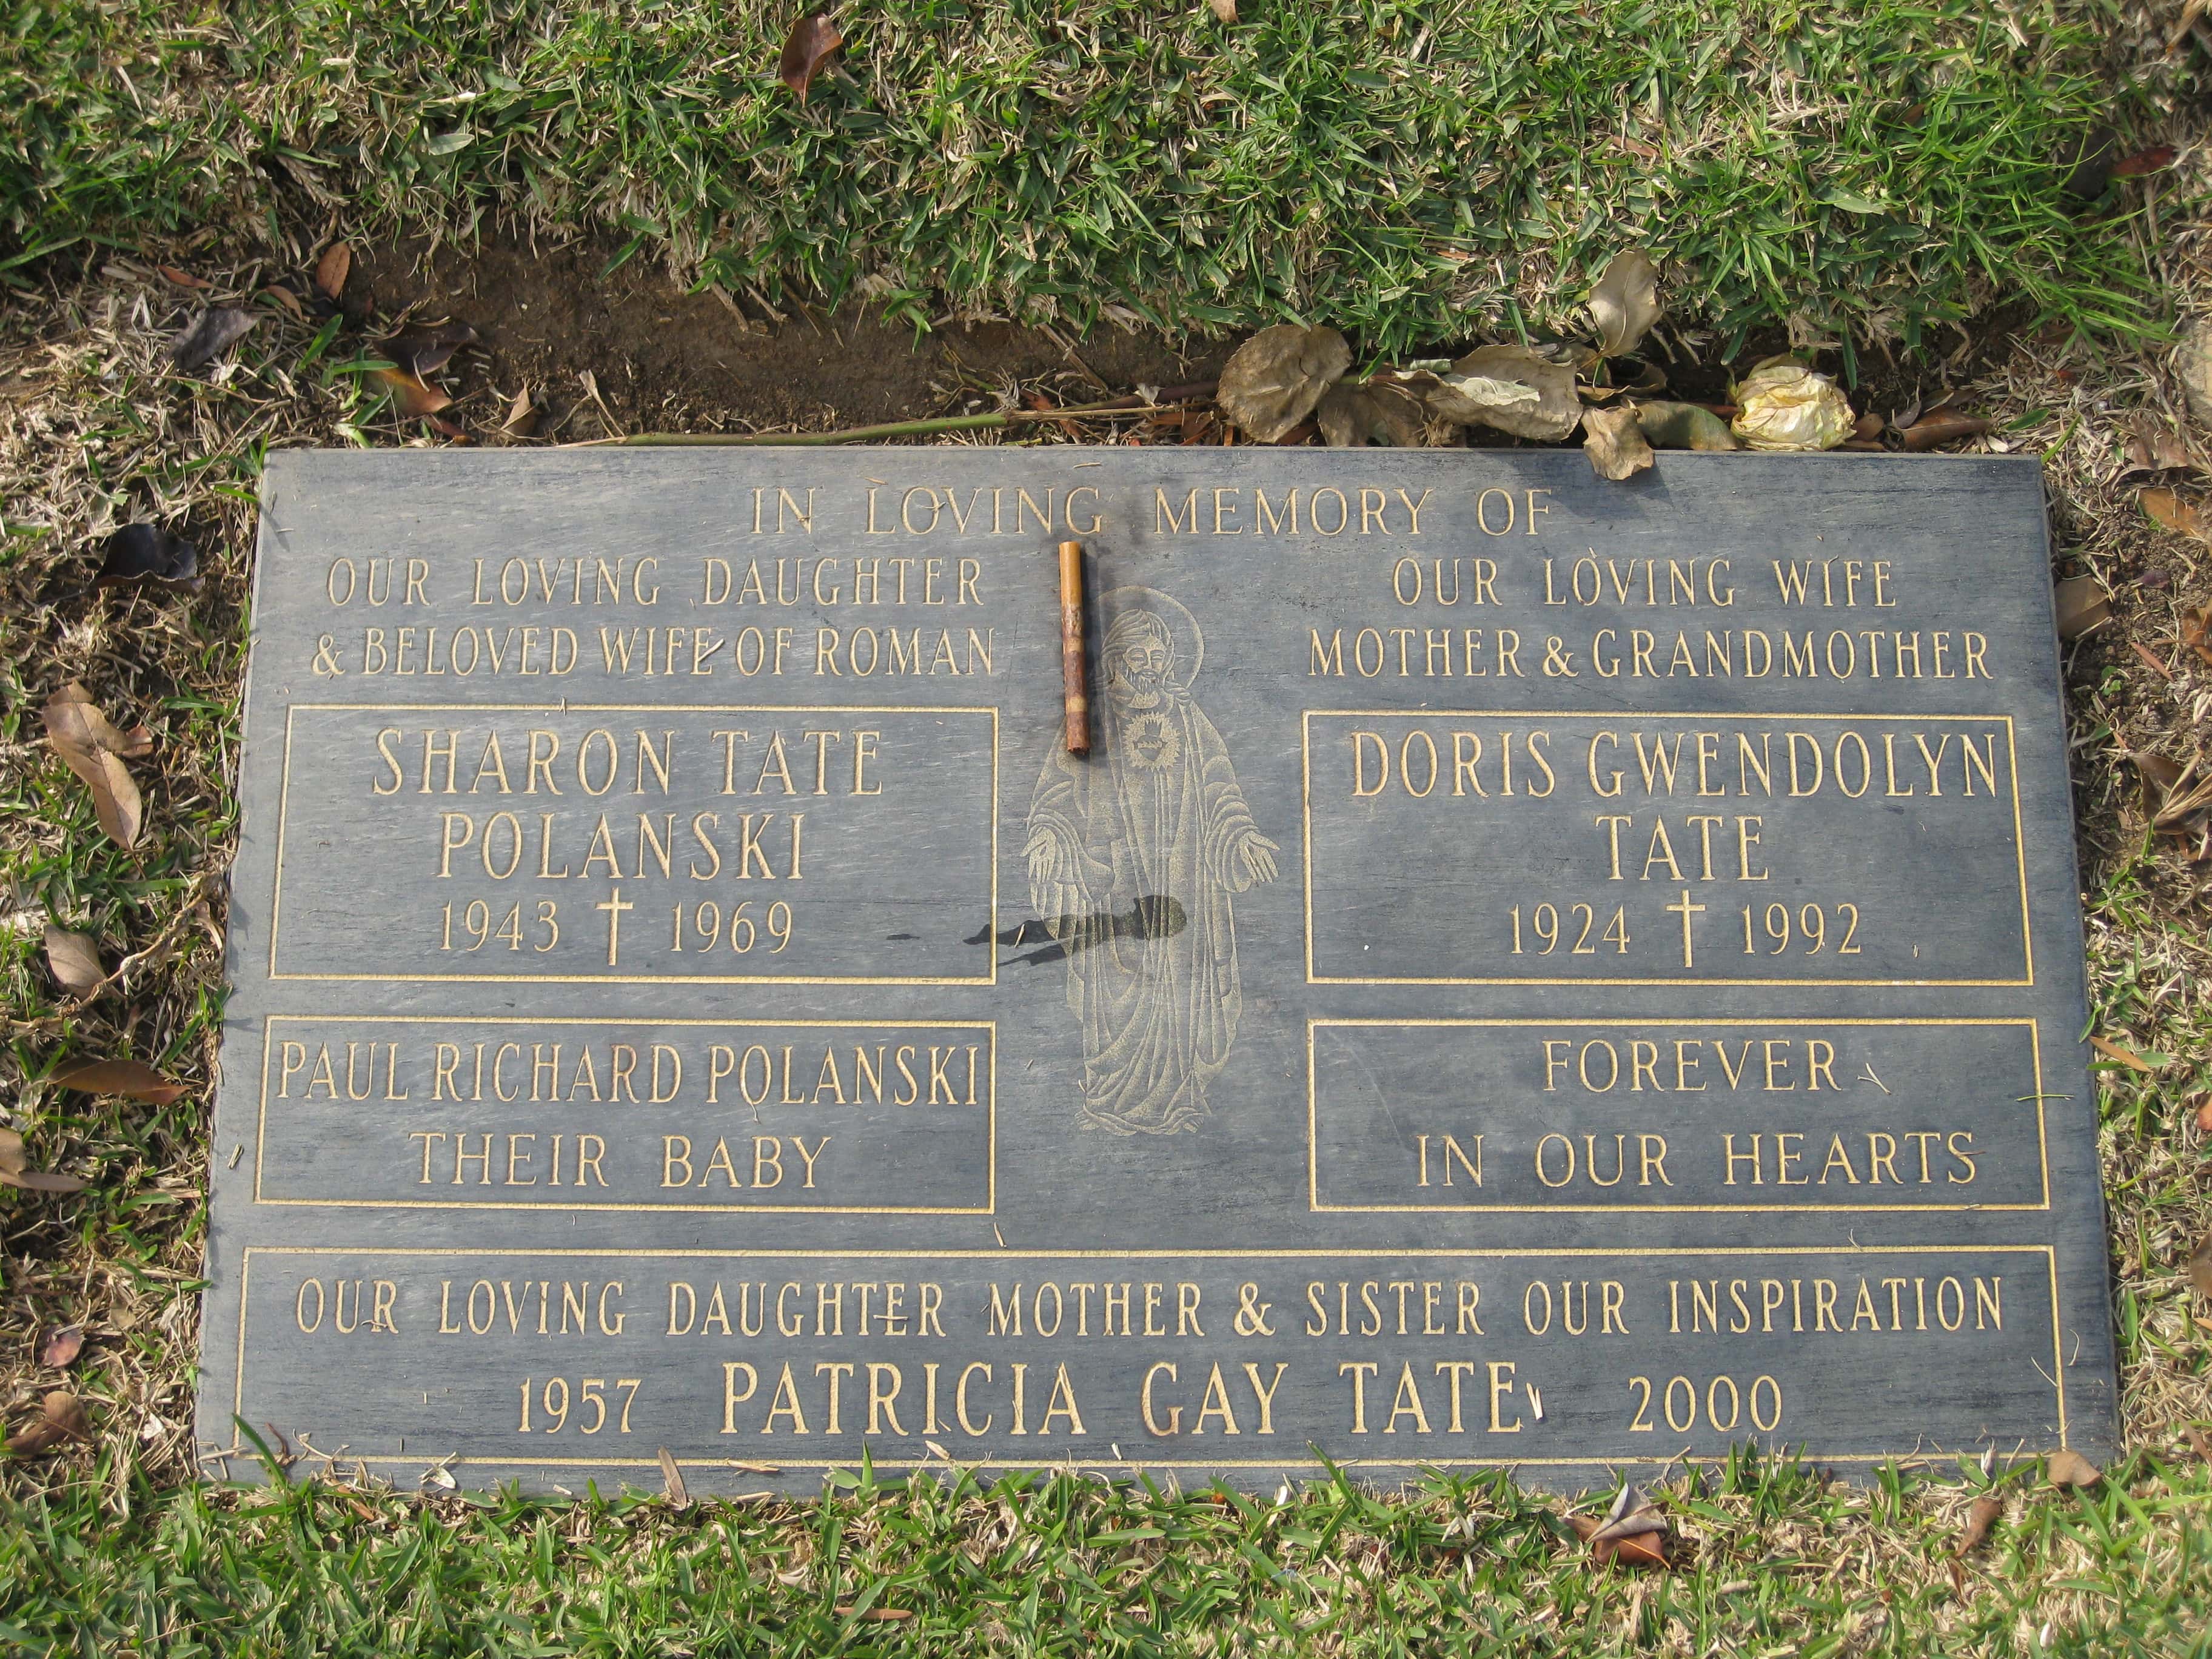 IN LOVING MEMORY OF
OUR LOVING DAUGHTER
& BELOVED WIFE OF ROMAN
SHARON TATE
POLANSKI
1943 † 1969
PAUL RICHARD POLANSKI
THEIR BABY
OUR LOVING WIFE
MOTHER & GRANDMOTHER
DORIS GWENDOLYN
TATE
1924 † 1992
FOREVER
IN OUR HEARTS
OUR LOVING DAUGHTER MOTHER & SISTER OUR INSPIRATION
1957 PATRICIA GAY TATE 2000